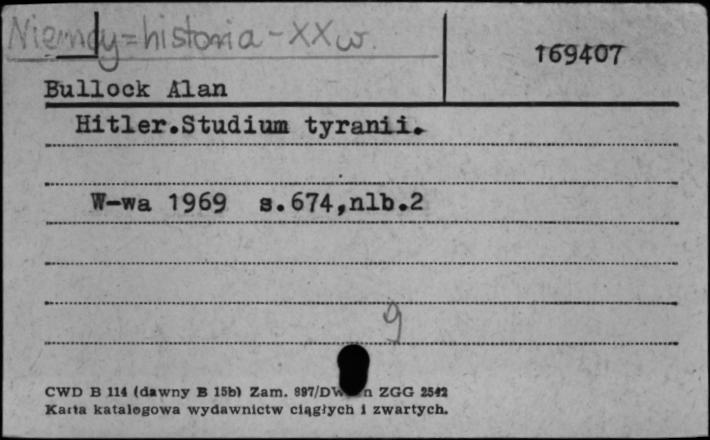 Niemcy=historia-XXw.
169407
Bullock Alan
Hitler.Studium tyranii.
W-wa 1969 s.674,nlb.2
9
CWD B 114 (dawny B 15b) Zam. 897/DW n ZGG 2542
Karta katalogowa wydawnictw ciągłych i zwartych.